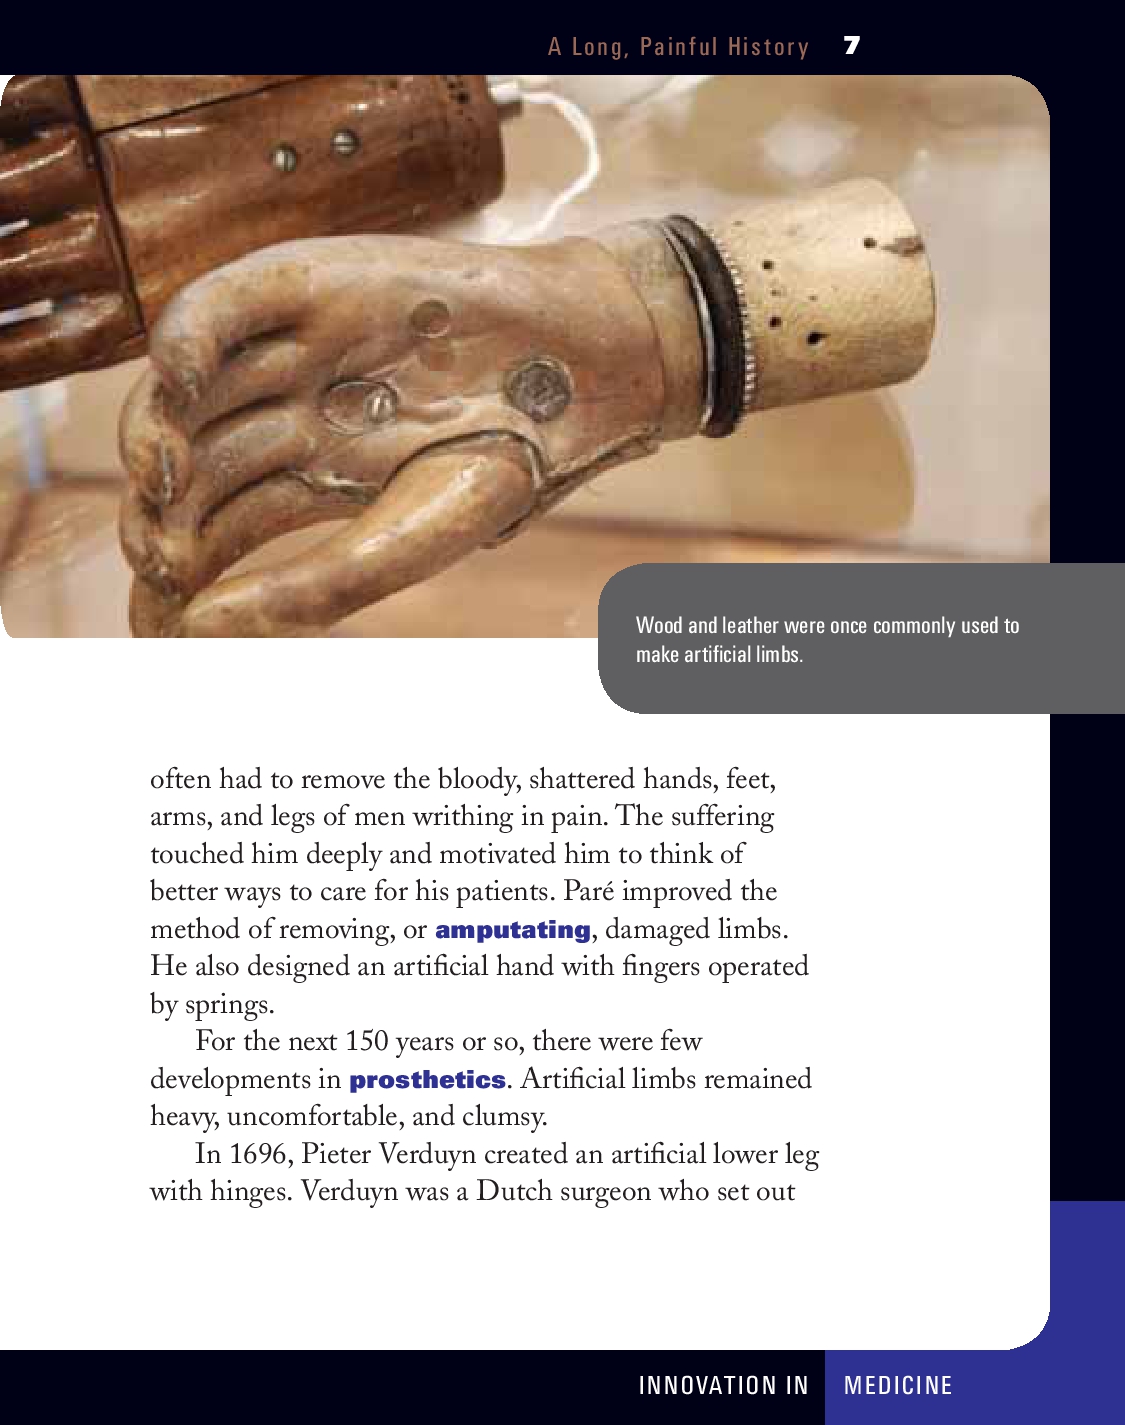 A Long, Painful History 7
Wood and leather were once commonly used to
make artificial limbs.
often had to remove the bloody, shattered hands, feet,
arms, and legs of men writhing in pain. The suffering
touched him deeply and motivated him to think of
better ways to care for his patients. Paré improved the
method of removing, or amputating, damaged limbs.
He also designed an artificial hand with fingers operated
by springs.
For the next 150 years or so, there were few
developments in prosthetics. Artificial limbs remained
heavy, uncomfortable, and clumsy.
In 1696, Pieter Verduyn created an artificial lower leg
with hinges. Verduyn was a Dutch surgeon who set out
INNOVATION IN MEDICINE